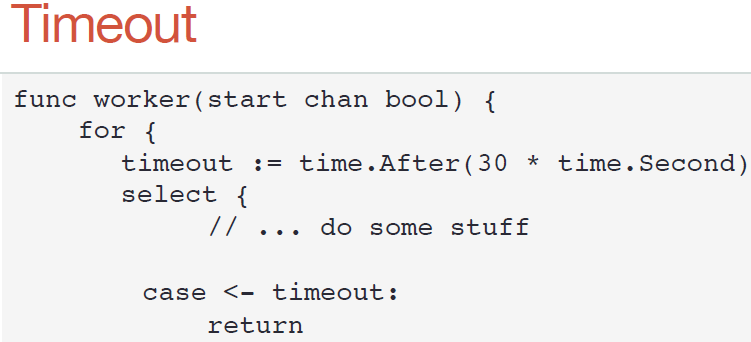 Timeout
func worker(start chan bool) {
    for {
        timeout := time.After(30 * time.Second)
        select {
            // ... do some stuff
        case <- timeout:
            return